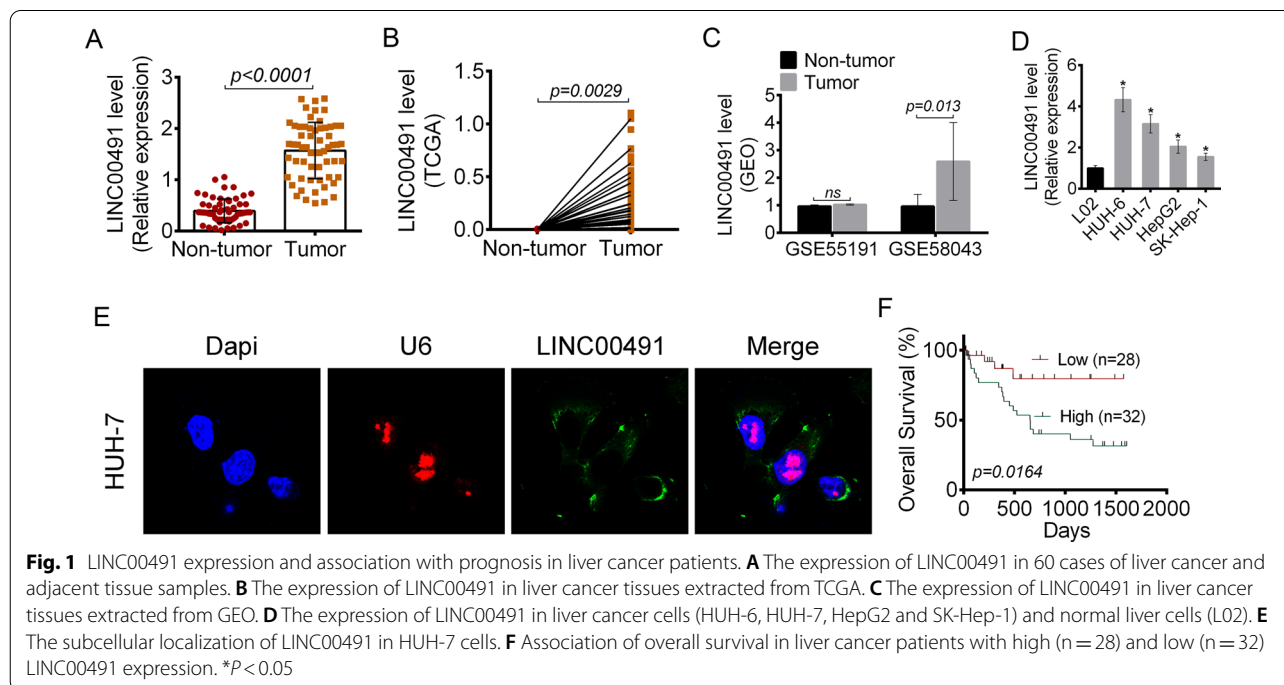 A
LINC00491 level
(Relative expression)
p<0.0001
3
2
1
0
Non-tumor Tumor
B
LINC00491 level
(TCGA)
p=0.0029
1.5
1.0
0.5
0.0
Non-tumor Tumor
C
Non-tumor
Tumor
LINC00491 level
(GEO)
5
4
3
2
1
0
ns
p=0.013
GSE55191 GSE58043
D
LINC00491 level
(Relative expression)
6
4
2
0
* * * *
L02
HUH-6
HUH-7
HepG2
SK-Hep-1
E
Dapi U6 LINC00491 Merge
HUH-7
F
Overall Survival (%)
100
50
0
Low (n=28)
High (n=32)
p=0.0164
0 500 1000 1500 2000
Days
Fig. 1 LINC00491 expression and association with prognosis in liver cancer patients. A The expression of LINC00491 in 60 cases of liver cancer and
adjacent tissue samples. B The expression of LINC00491 in liver cancer tissues extracted from TCGA. C The expression of LINC00491 in liver cancer
tissues extracted from GEO. D The expression of LINC00491 in liver cancer cells (HUH-6, HUH-7, HepG2 and SK-Hep-1) and normal liver cells (L02). E
The subcellular localization of LINC00491 in HUH-7 cells. F Association of overall survival in liver cancer patients with high (n = 28) and low (n = 32)
LINC00491 expression. *P < 0.05